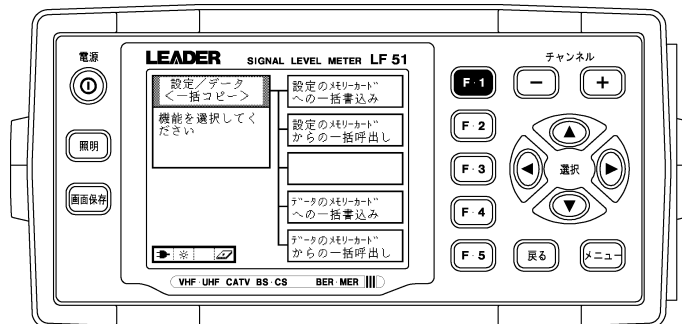 電源
照明
画面保存
LEADER SIGNAL LEVEL METER LF 51
設定/データ
<一括コピー>
機能を選択してく
ださい
設定のﾒﾓﾘｰｶｰﾄﾞ
への一括書込み
設定のﾒﾓﾘｰｶｰﾄﾞ
からの一括呼出し
ﾃﾞｰﾀのﾒﾓﾘｰｶｰﾄﾞ
への一括書込み
ﾃﾞｰﾀのﾒﾓﾘｰｶｰﾄﾞ
からの一括呼出し
VHF·UHF CATV BS·CS BER·MER
F·1
F·2
F·3
F·4
F·5
チャンネル
− +
選択
戻る
メニュー